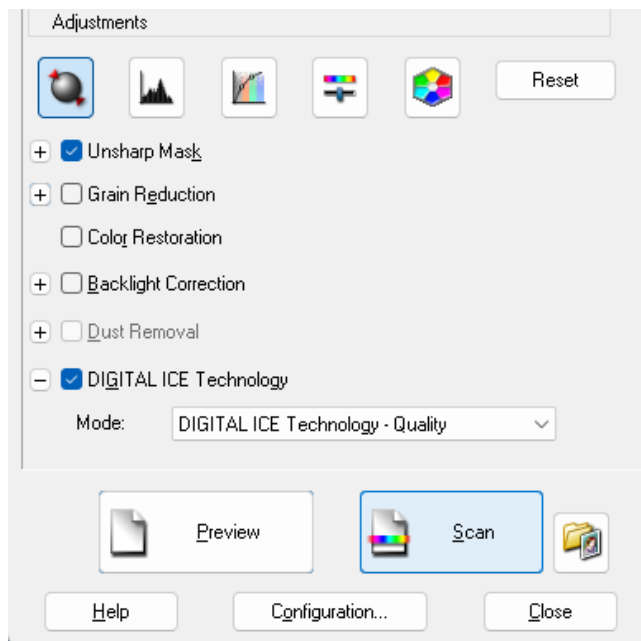 Adjustments
Reset
Unsharp Mask
Grain Reduction
Color Restoration
Backlight Correction
Dust Removal
DIGITAL ICE Technology
Mode: DIGITAL ICE Technology - Quality
Preview Scan
Help Configuration... Close